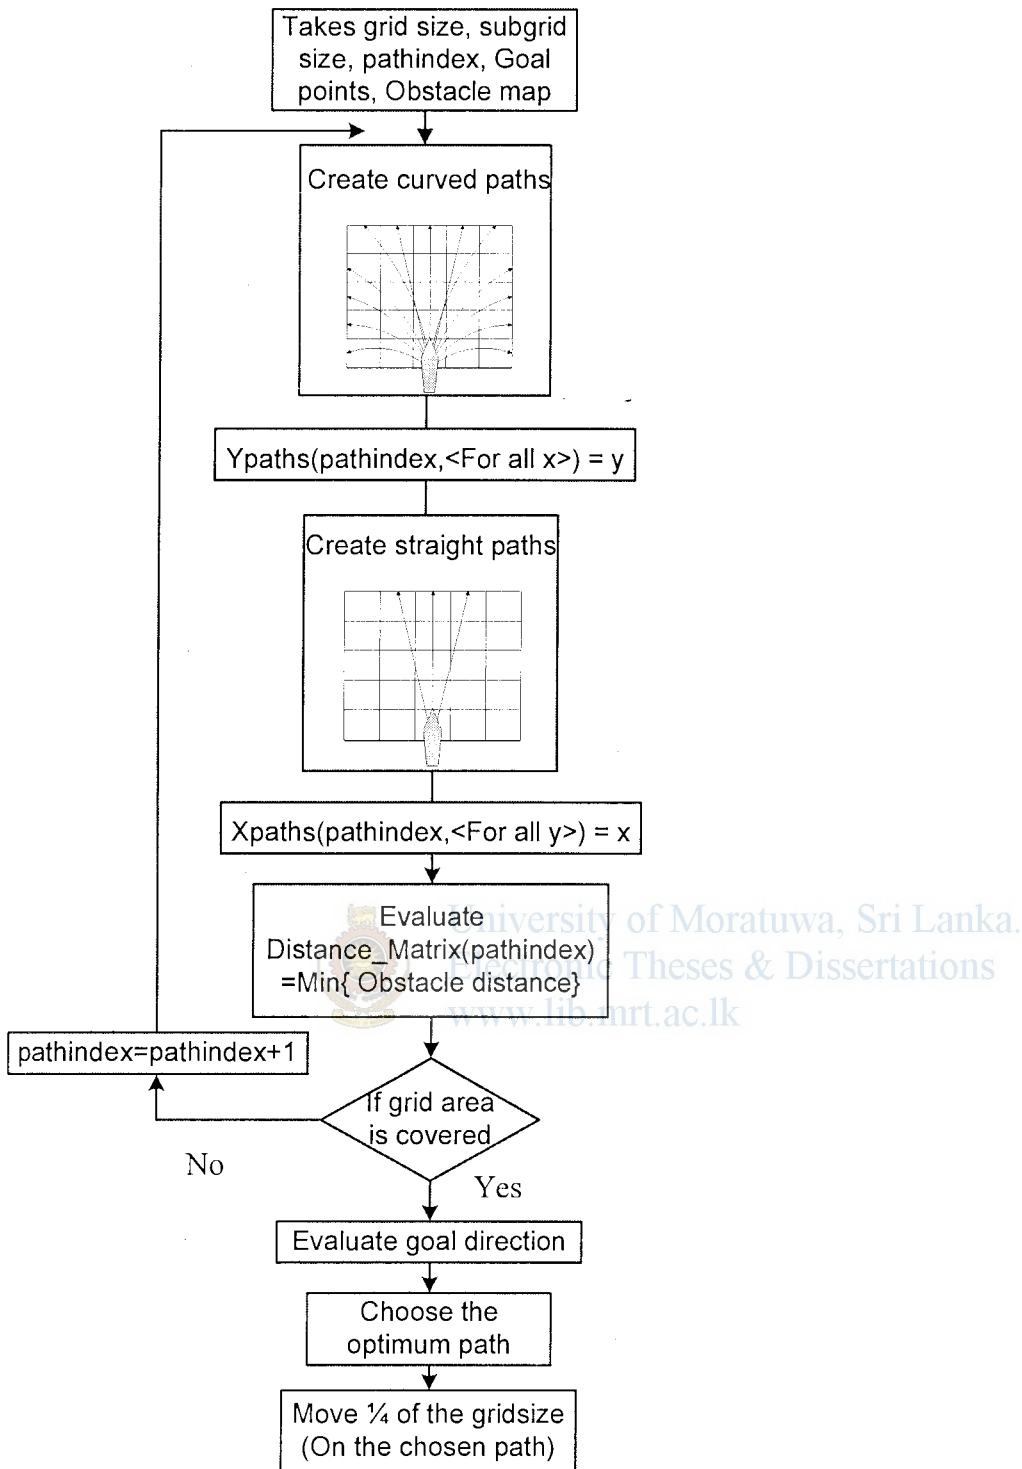 Takes grid size, subgrid
size, pathindex, Goal
points, Obstacle map
Create curved paths
Ypaths(pathindex,<For all x>) = y
Create straight paths
Xpaths(pathindex,<For all y>) = x
Evaluate
Distance_Matrix(pathindex)
=Min{ Obstacle distance}
University of Moratuwa, Sri Lanka.
Electronic Theses & Dissertations
www.lib.mrt.ac.lk
pathindex=pathindex+1
If grid area
is covered
No
Yes
Evaluate goal direction
Choose the
optimum path
Move ¼ of the gridsize
(On the chosen path)